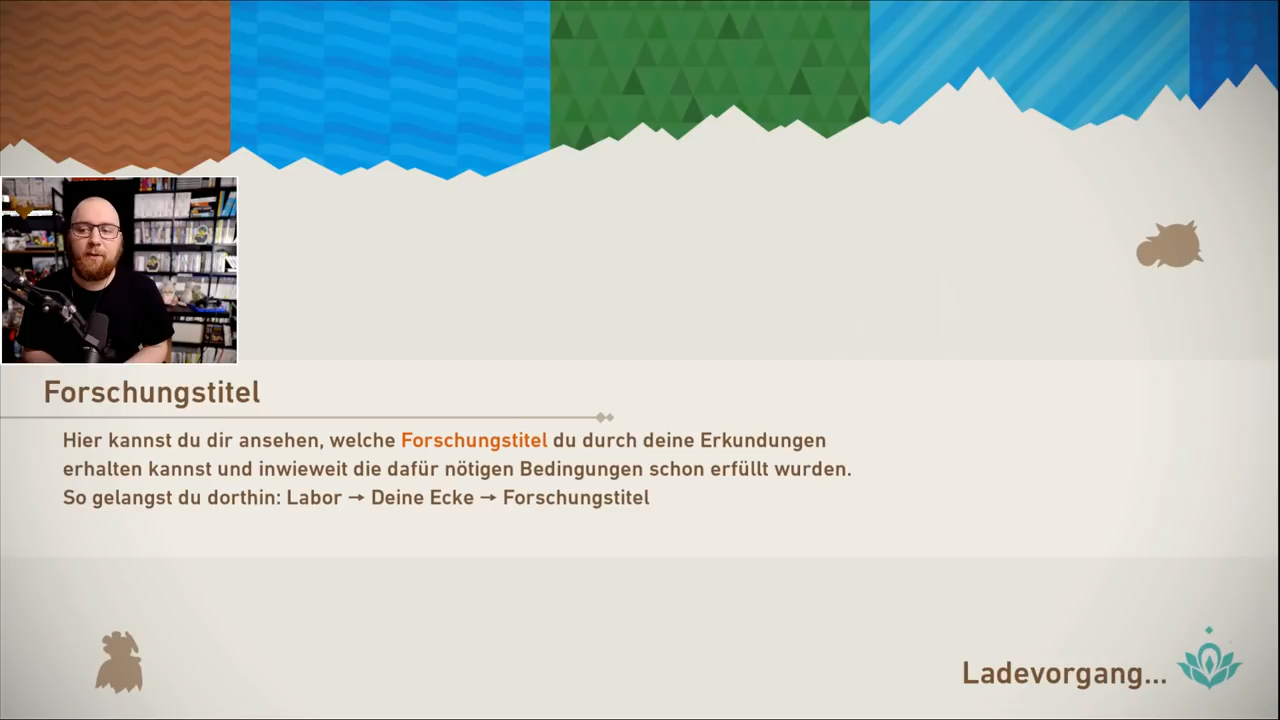 Forschungstitel
Hier kannst du dir ansehen, welche Forschungstitel du durch deine Erkundungen
erhalten kannst und inwieweit die dafür nötigen Bedingungen schon erfüllt wurden.
So gelangst du dorthin: Labor → Deine Ecke → Forschungstitel
Ladevorgang...